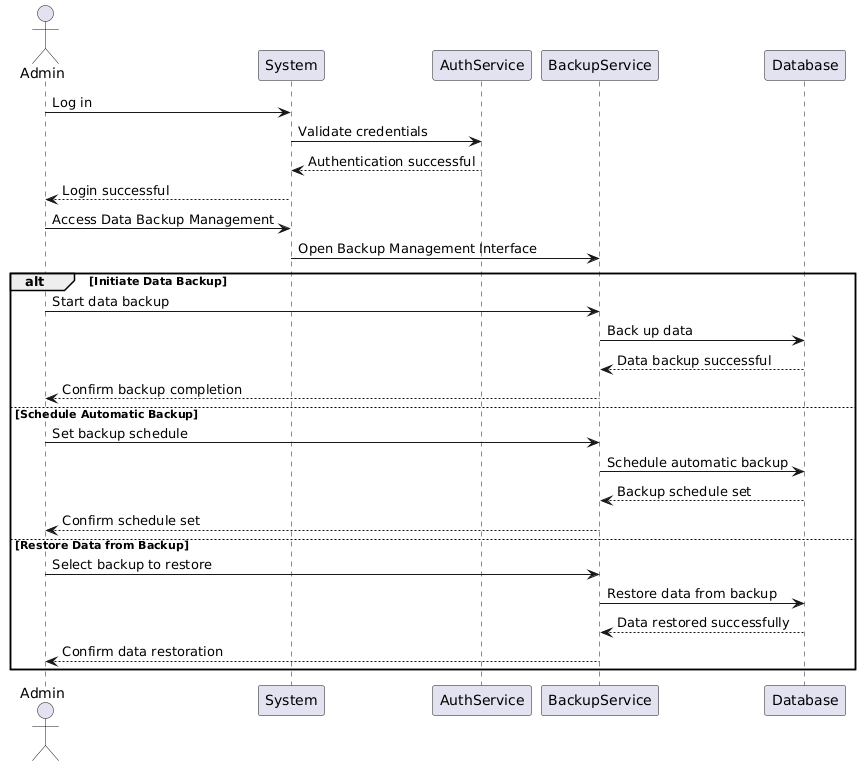 Admin
System
AuthService
BackupService
Database
Log in
Validate credentials
Authentication successful
Login successful
Access Data Backup Management
Open Backup Management Interface
alt
[Initiate Data Backup]
Start data backup
Back up data
Data backup successful
Confirm backup completion
[Schedule Automatic Backup]
Set backup schedule
Schedule automatic backup
Backup schedule set
Confirm schedule set
[Restore Data from Backup]
Select backup to restore
Restore data from backup
Data restored successfully
Confirm data restoration
Admin
System
AuthService
BackupService
Database